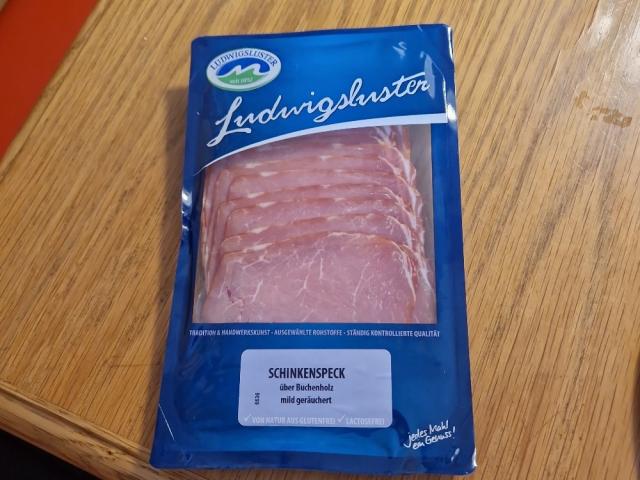 LUDWIGSLUSTER
Ludwigsluster
TRADITION & HANDWERKSKUNST - AUSGEWÄHLTE ROHSTOFFE - STÄNDIG KONTROLLIERTE QUALITÄT
SCHINKENSPECK
über Buchenholz
mild geräuchert
✓ VON NATUR AUS GLUTENFREI ✓ LACTOSEFREI
jedes Mahl
ein Genuss!